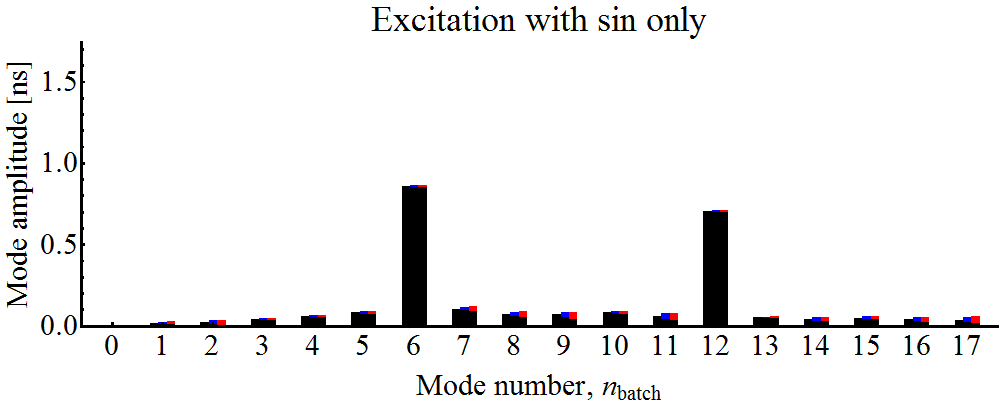 Excitation with sin only
Mode amplitude [ns]
1.5
1.0
0.5
0.0
0 1 2 3 4 5 6 7 8 9 10 11 12 13 14 15 16 17
Mode number, nbatch